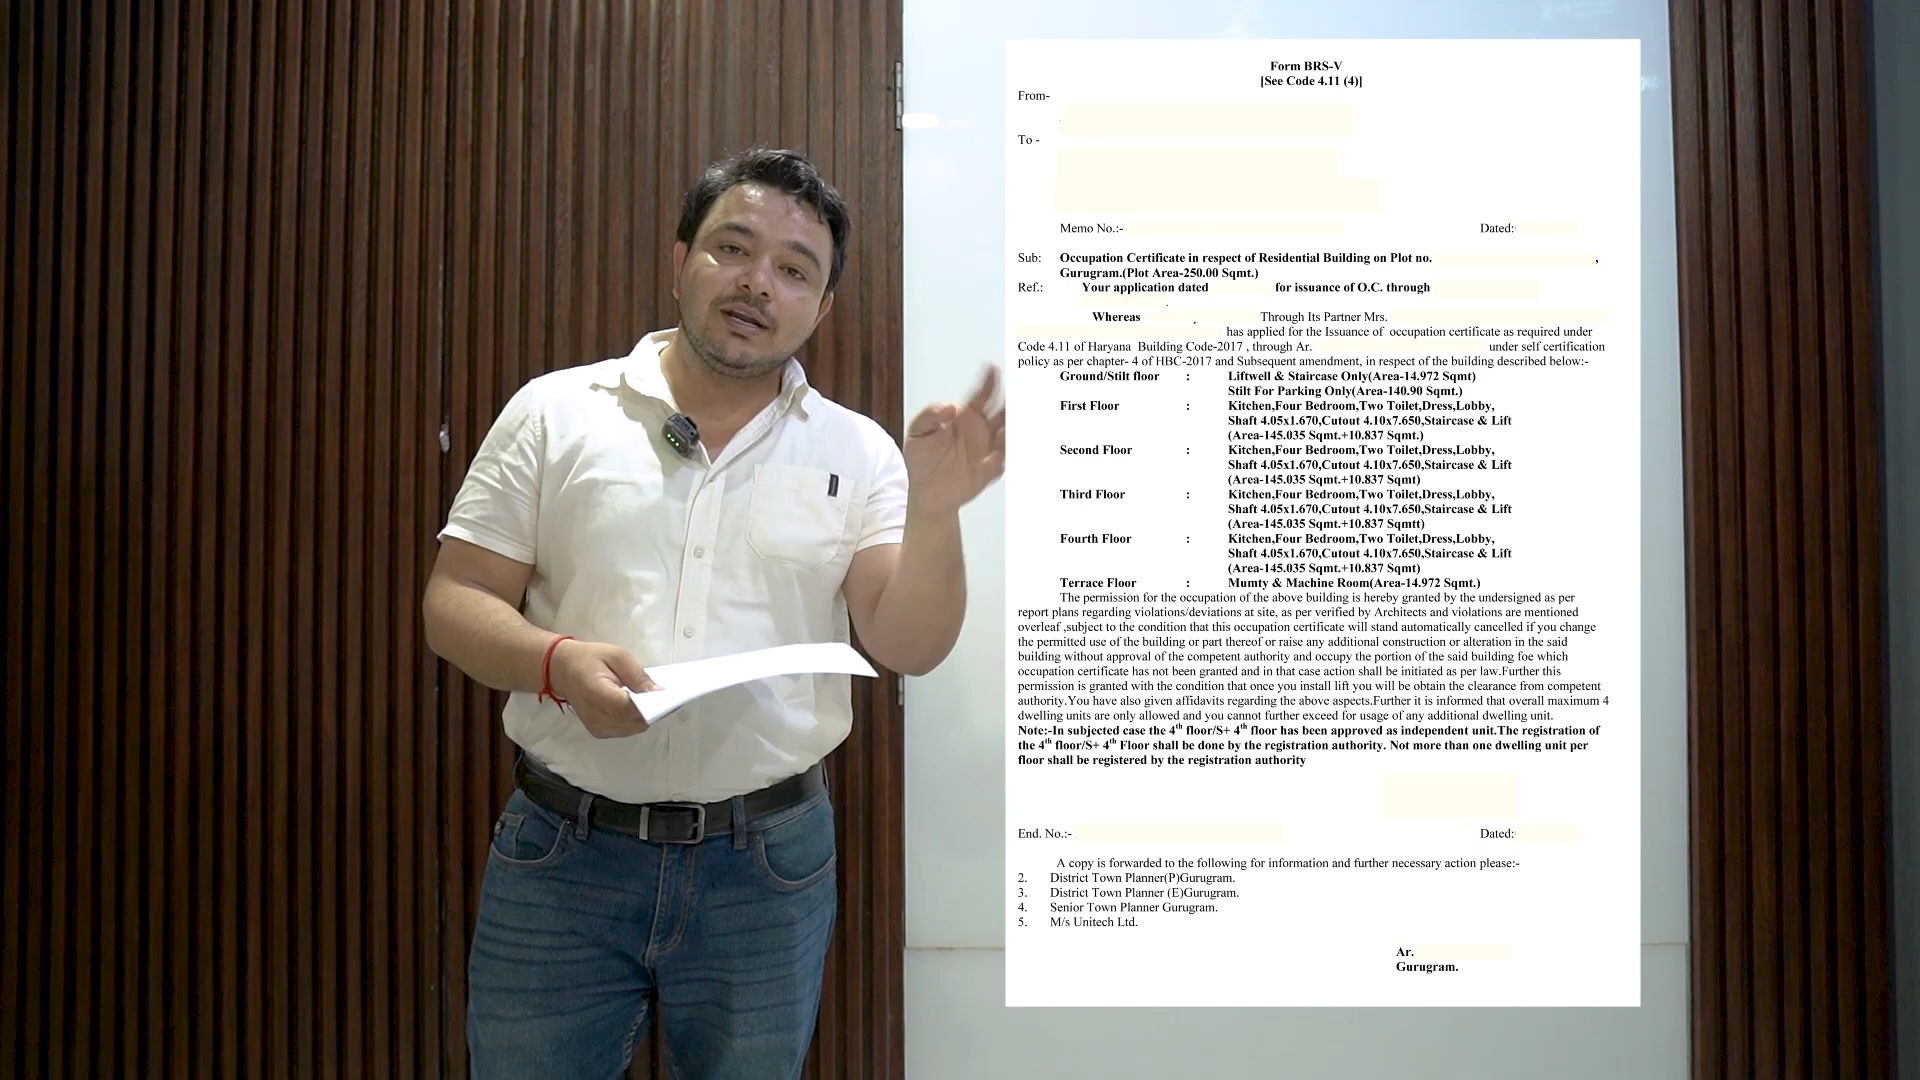 Form BRS-V
[See Code 4.11 (4)]
From-
To -
Memo No.:- Dated:
Sub: Occupation Certificate in respect of Residential Building on Plot no. ,
Gurugram.(Plot Area-250.00 Sqmt.)
Ref.: Your application dated for issuance of O.C. through
Whereas , Through Its Partner Mrs.
has applied for the Issuance of occupation certificate as required under
Code 4.11 of Haryana Building Code-2017 , through Ar. under self certification
policy as per chapter- 4 of HBC-2017 and Subsequent amendment, in respect of the building described below:-
Ground/Stilt floor : Liftwell & Staircase Only(Area-14.972 Sqmt)
Stilt For Parking Only(Area-140.90 Sqmt.)
First Floor : Kitchen,Four Bedroom,Two Toilet,Dress,Lobby,
Shaft 4.05x1.670,Cutout 4.10x7.650,Staircase & Lift
(Area-145.035 Sqmt.+10.837 Sqmt.)
Second Floor : Kitchen,Four Bedroom,Two Toilet,Dress,Lobby,
Shaft 4.05x1.670,Cutout 4.10x7.650,Staircase & Lift
(Area-145.035 Sqmt.+10.837 Sqmt)
Third Floor : Kitchen,Four Bedroom,Two Toilet,Dress,Lobby,
Shaft 4.05x1.670,Cutout 4.10x7.650,Staircase & Lift
(Area-145.035 Sqmt.+10.837 Sqmtt)
Fourth Floor : Kitchen,Four Bedroom,Two Toilet,Dress,Lobby,
Shaft 4.05x1.670,Cutout 4.10x7.650,Staircase & Lift
(Area-145.035 Sqmt.+10.837 Sqmt)
Terrace Floor : Mumty & Machine Room(Area-14.972 Sqmt.)
The permission for the occupation of the above building is hereby granted by the undersigned as per
report plans regarding violations/deviations at site, as per verified by Architects and violations are mentioned
overleaf ,subject to the condition that this occupation certificate will stand automatically cancelled if you change
the permitted use of the building or part thereof or raise any additional construction or alteration in the said
building without approval of the competent authority and occupy the portion of the said building foe which
occupation certificate has not been granted and in that case action shall be initiated as per law.Further this
permission is granted with the condition that once you install lift you will be obtain the clearance from competent
authority.You have also given affidavits regarding the above aspects.Further it is informed that overall maximum 4
dwelling units are only allowed and you cannot further exceed for usage of any additional dwelling unit.
Note:-In subjected case the 4th floor/S+ 4th floor has been approved as independent unit.The registration of
the 4th floor/S+ 4th Floor shall be done by the registration authority. Not more than one dwelling unit per
floor shall be registered by the registration authority
End. No.:- Dated:
A copy is forwarded to the following for information and further necessary action please:-
2. District Town Planner(P)Gurugram.
3. District Town Planner (E)Gurugram.
4. Senior Town Planner Gurugram.
5. M/s Unitech Ltd.
Ar.
Gurugram.